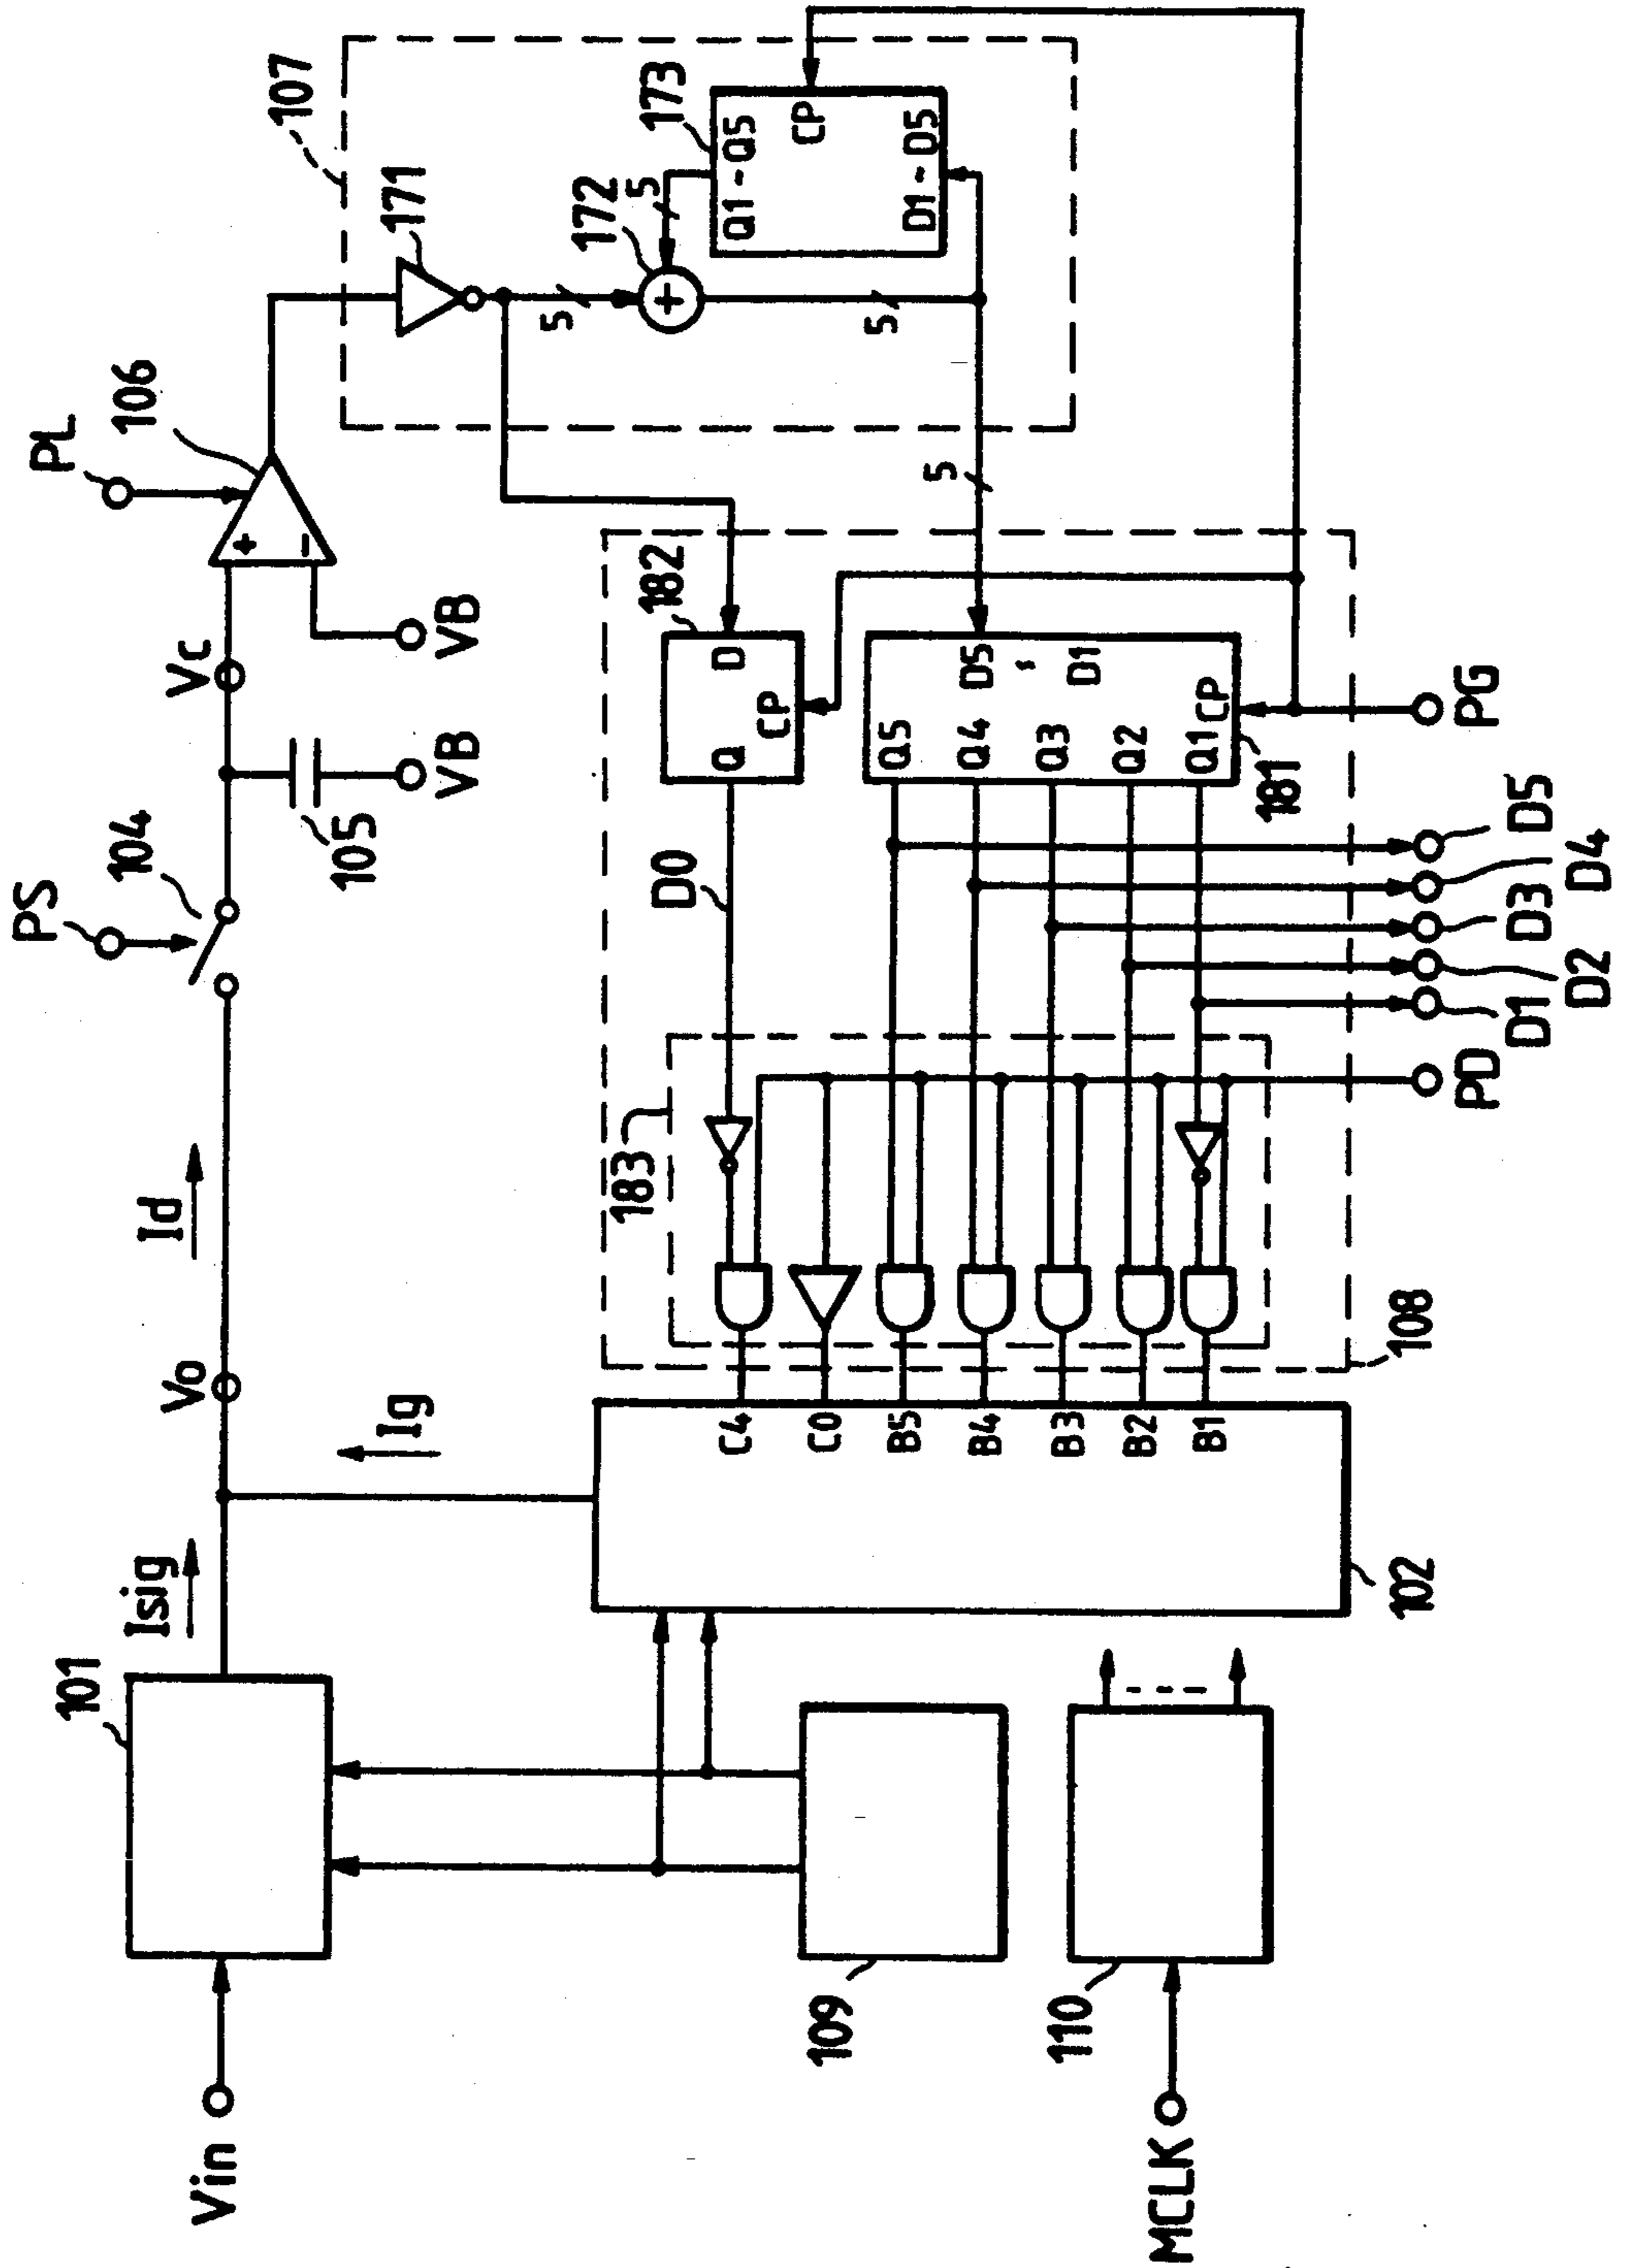 Vin
101
Isig
Vo
Id
PS
104
105
VB
Vc
VB
+
−
PL
106
107
171
5
172
+
5
173
Q1 ~ Q5
CP
D1 ~ D5
5
5
109
102
Ig
C4
C0
B5
B4
B3
B2
B1
108
183
D0
182
Q
D
CP
Q5
Q4
Q3
Q2
Q1
D5
~
D1
CP
181
PD
D1
D2
D3
D4
D5
PG
MCLK
110